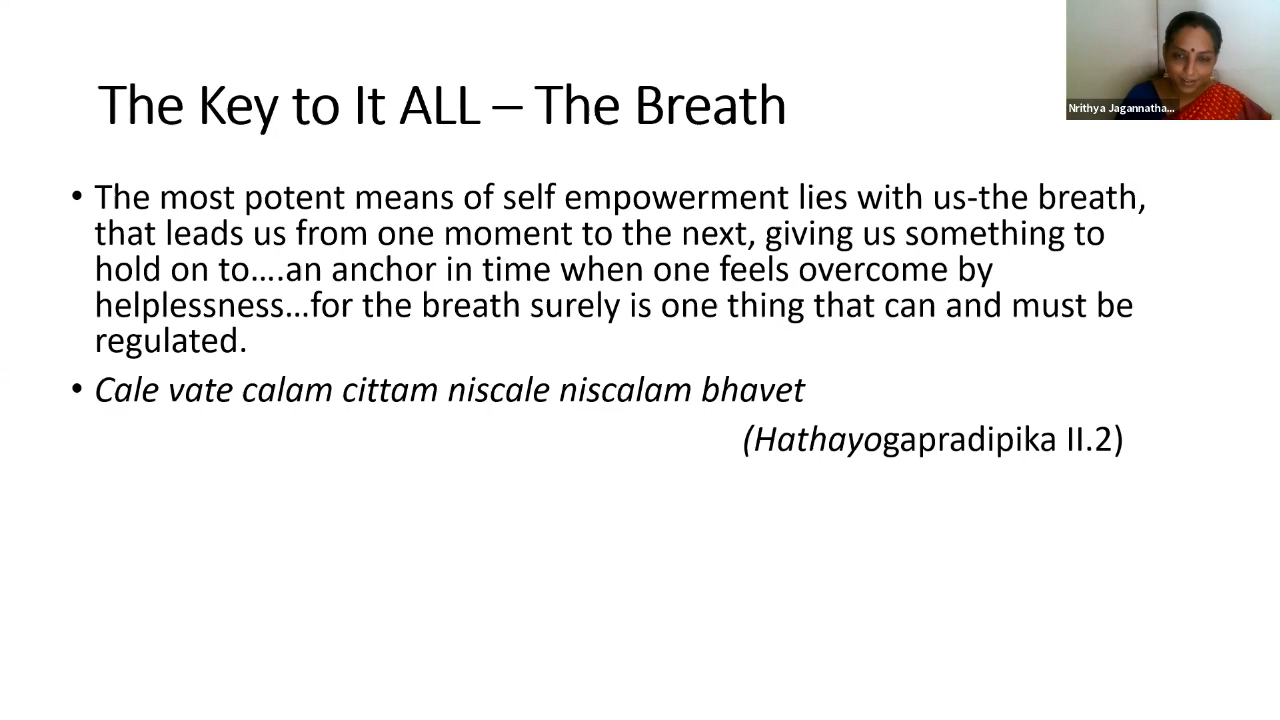 The Key to It ALL – The Breath
Nrithya Jagannatha...
• The most potent means of self empowerment lies with us-the breath,
that leads us from one moment to the next, giving us something to
hold on to….an anchor in time when one feels overcome by
helplessness…for the breath surely is one thing that can and must be
regulated.
• Cale vate calam cittam niscale niscalam bhavet
(Hathayogapradipika II.2)